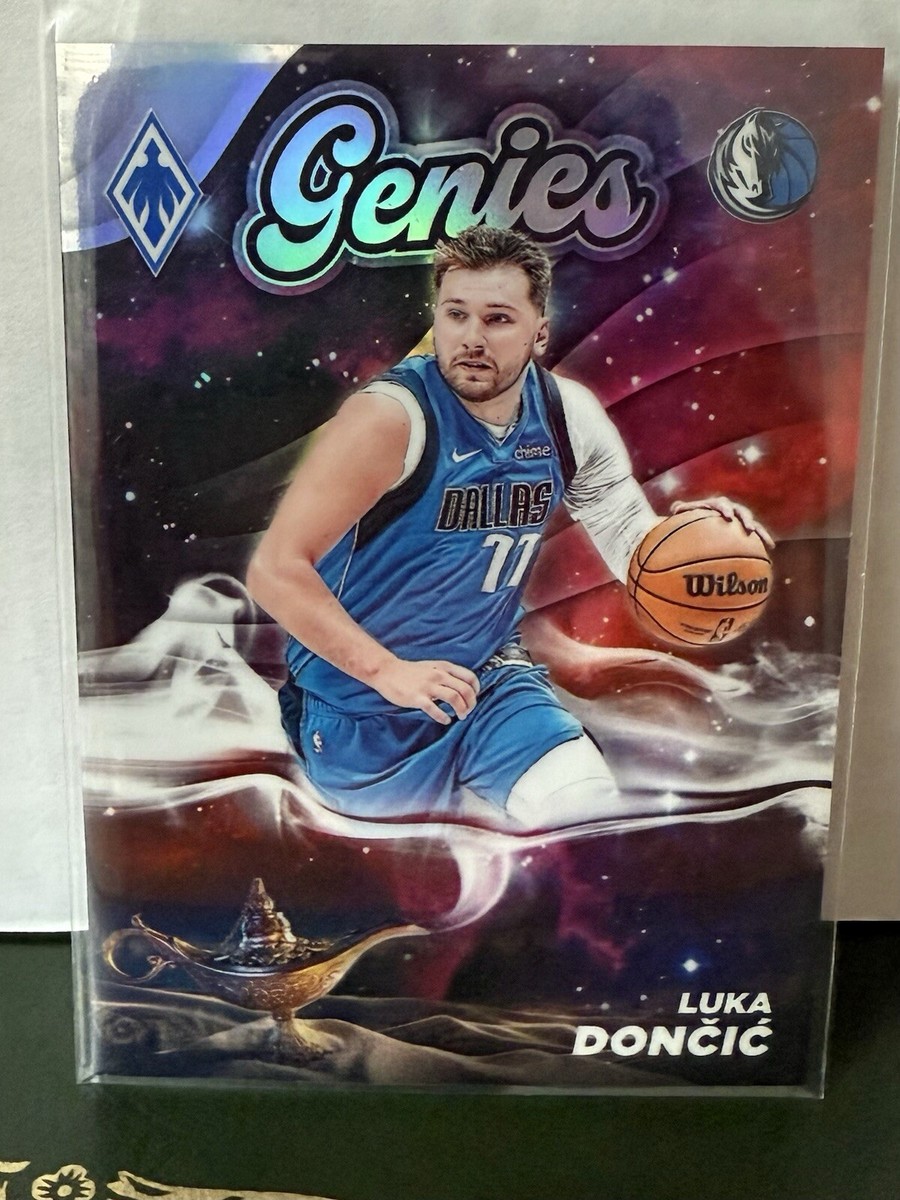 Genies
chime
DALLAS
77
Wilson
LUKA
DONČIĆ